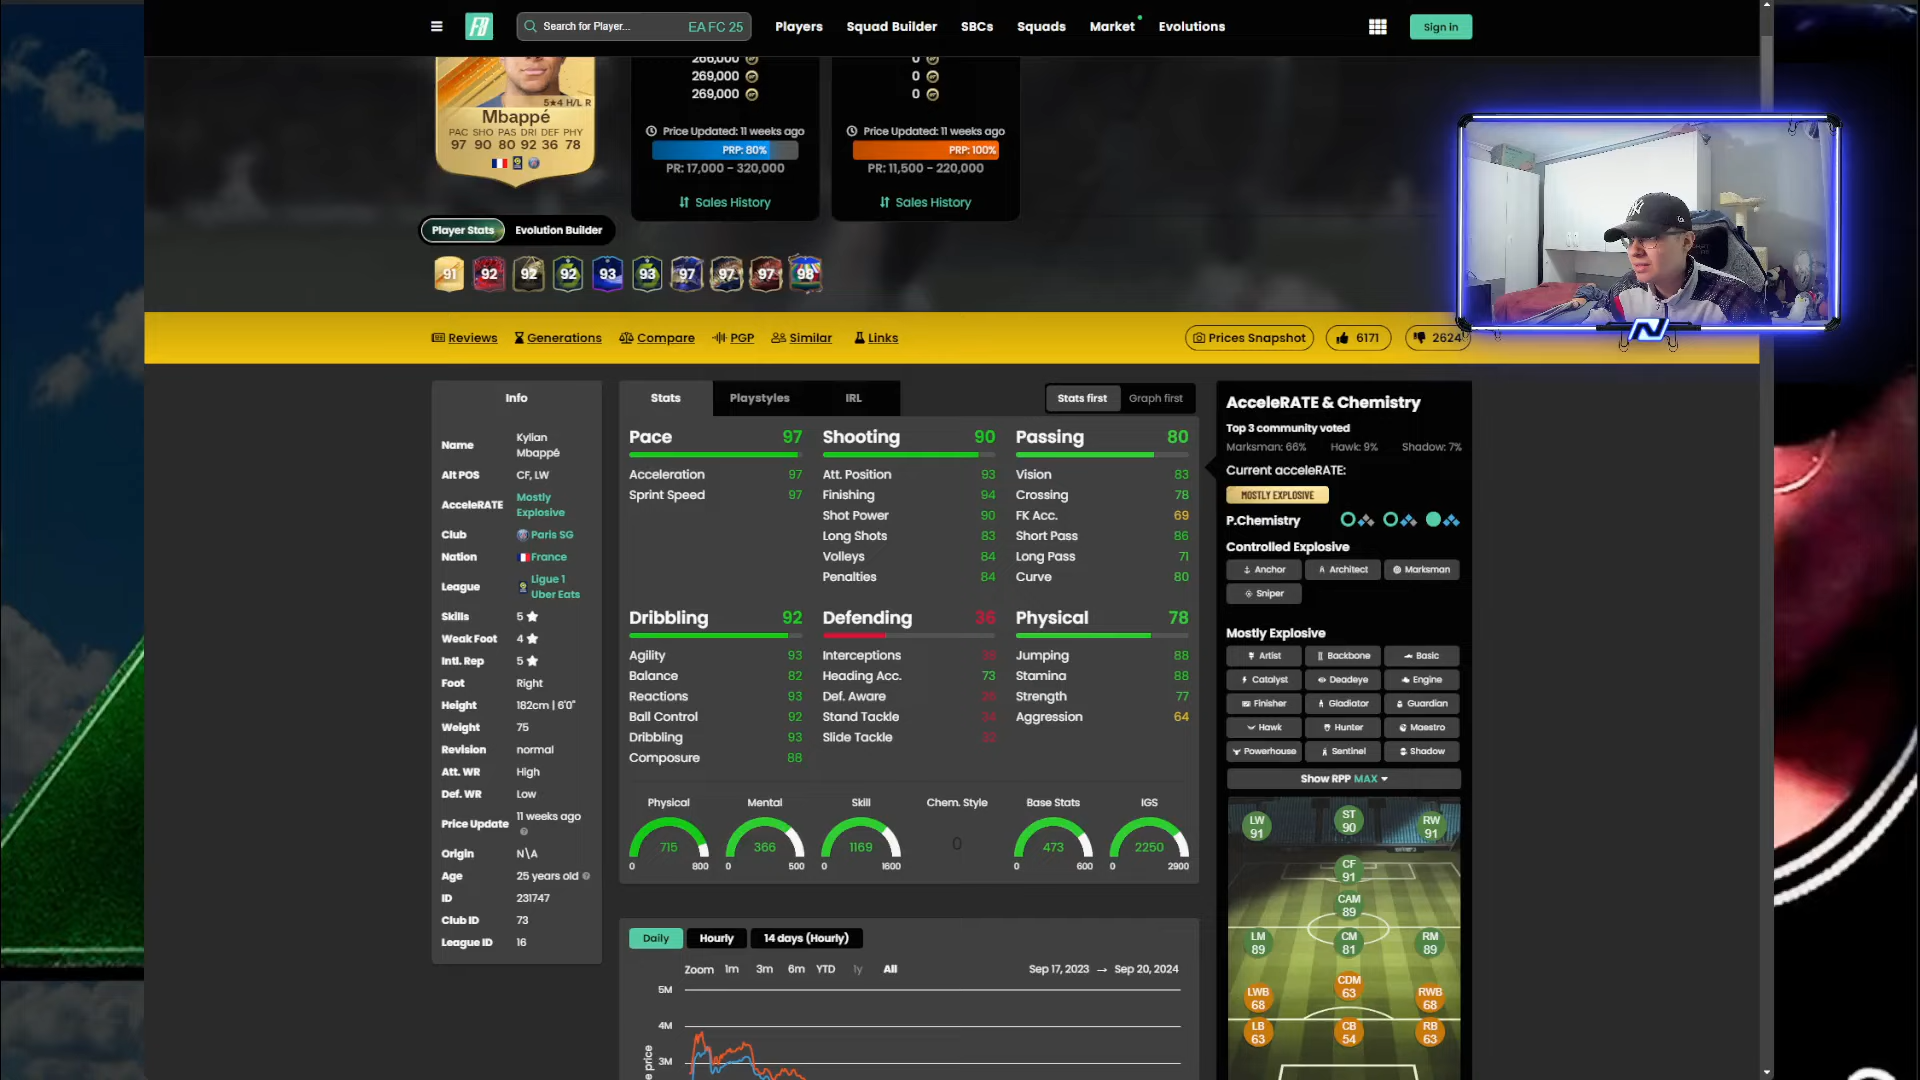 FB
Search for Player...
EA FC 25
Players
Squad Builder
SBCs
Squads
Market
Evolutions
Sign in
5★4 H/L R
Mbappé
PAC SHO PAS DRI DEF PHY
97 90 80 92 36 78
266,000
269,000
269,000
Price Updated: 11 weeks ago
PRP: 80%
PR: 17,000 - 320,000
Sales History
0
0
0
Price Updated: 11 weeks ago
PRP: 100%
PR: 11,500 - 220,000
Sales History
Player Stats
Evolution Builder
91 92 92 92 93 93 97 97 97 98
Reviews
Generations
Compare
PGP
Similar
Links
Prices Snapshot
6171
2624
Info
Name Kylian Mbappé
Alt POS CF, LW
AcceleRATE Mostly Explosive
Club Paris SG
Nation France
League Ligue 1 Uber Eats
Skills 5
Weak Foot 4
Intl. Rep 5
Foot Right
Height 182cm | 6'0"
Weight 75
Revision normal
Att. WR High
Def. WR Low
Price Update 11 weeks ago
Origin N\A
Age 25 years old
ID 231747
Club ID 73
League ID 16
Stats
Playstyles
IRL
Stats first
Graph first
Pace 97
Acceleration 97
Sprint Speed 97
Shooting 90
Att. Position 93
Finishing 94
Shot Power 90
Long Shots 83
Volleys 84
Penalties 84
Passing 80
Vision 83
Crossing 78
FK Acc. 69
Short Pass 86
Long Pass 71
Curve 80
Dribbling 92
Agility 93
Balance 82
Reactions 93
Ball Control 92
Dribbling 93
Composure 88
Defending 36
Interceptions 38
Heading Acc. 73
Def. Aware 26
Stand Tackle 34
Slide Tackle 32
Physical 78
Jumping 88
Stamina 88
Strength 77
Aggression 64
Physical
715
0 800
Mental
366
0 500
Skill
1169
0 1600
Chem. Style
0
Base Stats
473
0 600
IGS
2250
0 2900
Daily
Hourly
14 days (Hourly)
Zoom 1m 3m 6m YTD 1y All
Sep 17, 2023 → Sep 20, 2024
5M
4M
3M
e price
AcceleRATE & Chemistry
Top 3 community voted
Marksman: 66% Hawk: 9% Shadow: 7%
Current acceleRATE:
MOSTLY EXPLOSIVE
P.Chemistry
Controlled Explosive
Anchor Architect Marksman
Sniper
Mostly Explosive
Artist Backbone Basic
Catalyst Deadeye Engine
Finisher Gladiator Guardian
Hawk Hunter Maestro
Powerhouse Sentinel Shadow
Show RPP MAX
LW 91
ST 90
RW 91
CF 91
CAM 89
LM 89
CM 81
RM 89
LWB 68
CDM 63
RWB 68
LB 63
CB 54
RB 63
N